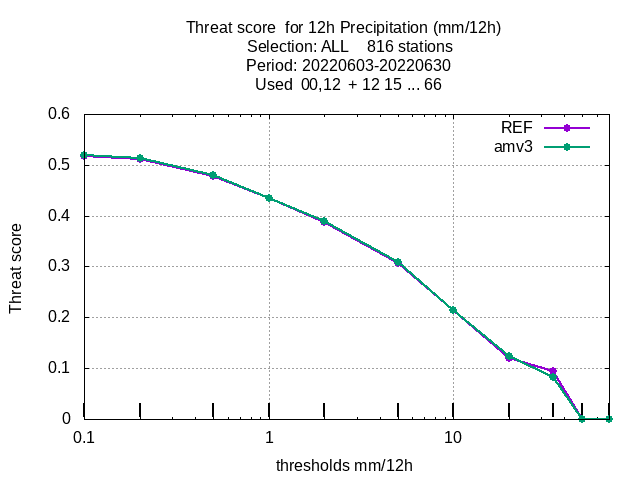 Threat score  for 12h Precipitation (mm/12h)
Selection: ALL    816 stations
Period: 20220603-20220630
Used  00,12  + 12 15 ... 66
REF
amv3
0.6
0.5
0.4
0.3
0.2
0.1
0
Threat score
0.1 1 10
thresholds mm/12h